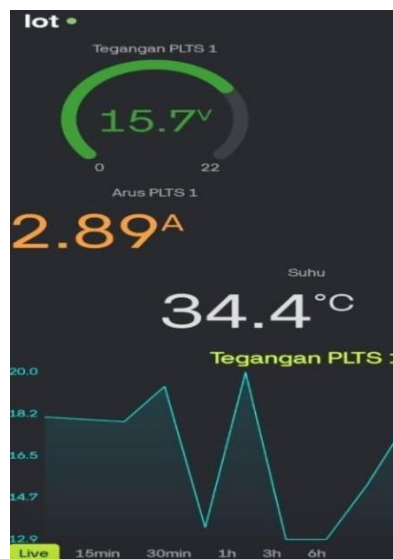 Iot
Tegangan PLTS 1
15.7V
0 22
Arus PLTS 1
2.89A
Suhu
34.4°C
Tegangan PLTS 1
20.0
18.2
16.5
14.7
12.9
Live 15min 30min 1h 3h 6h